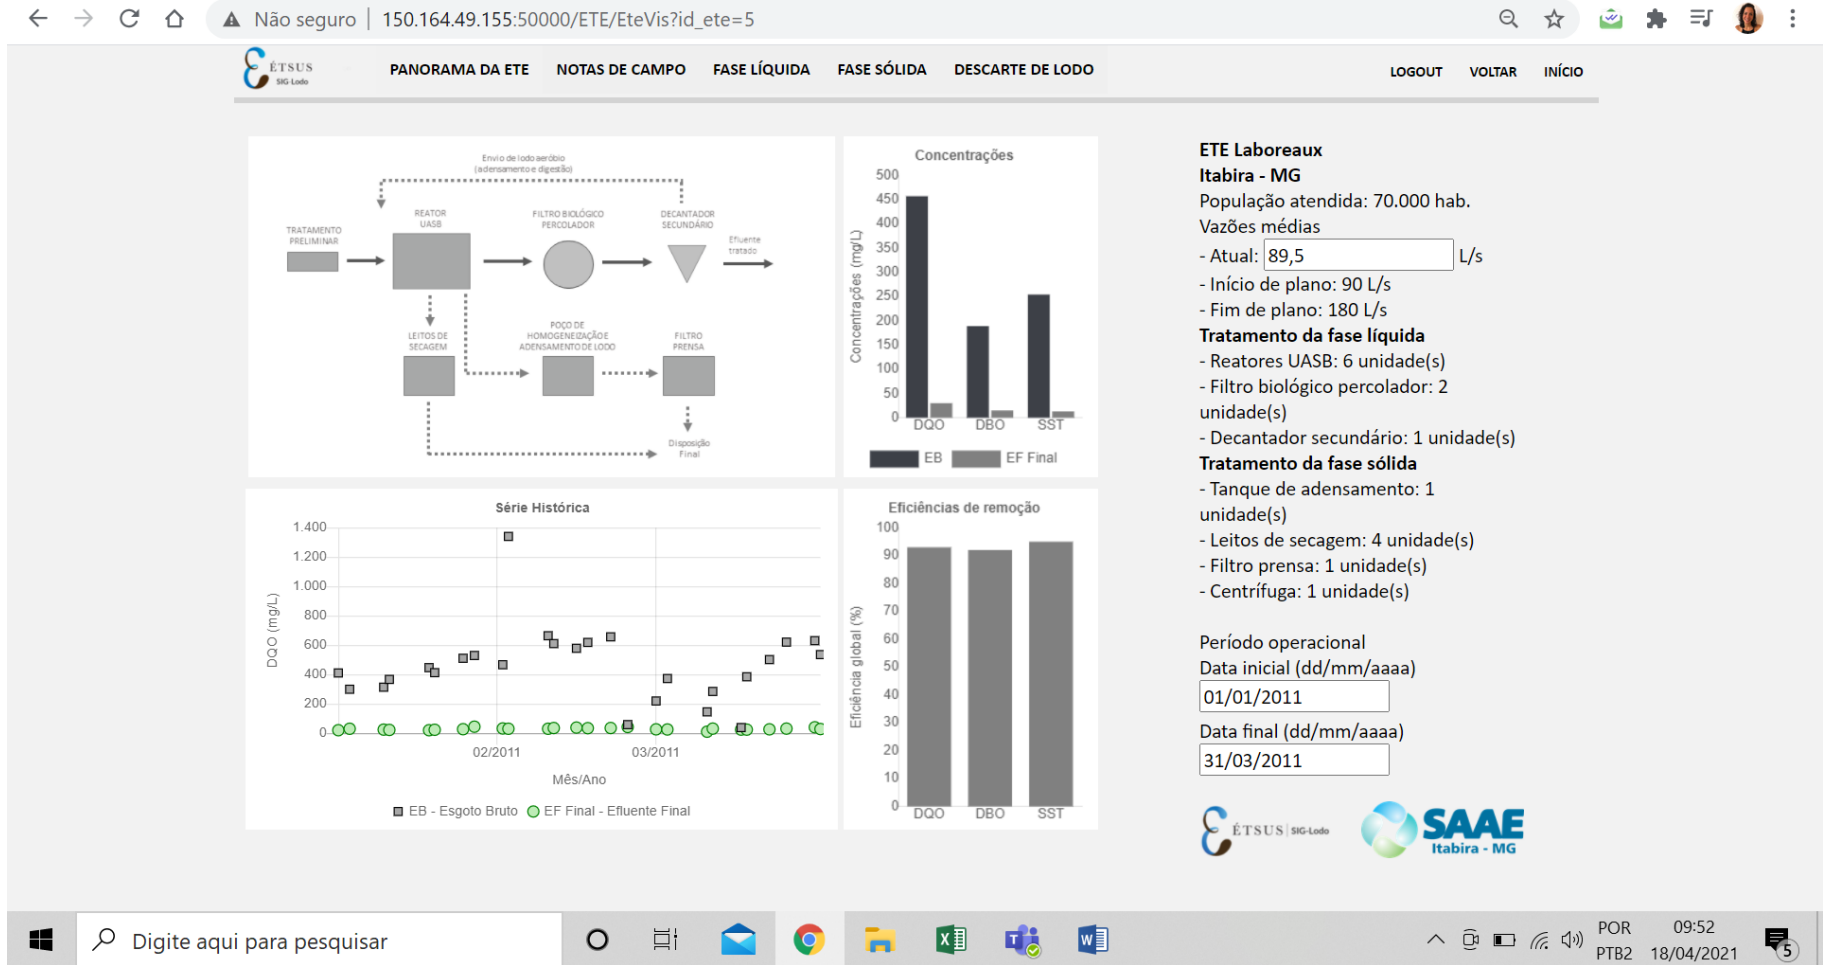 Não seguro
150.164.49.155:50000/ETE/EteVis?id_ete=5
ÉTSUS
SIG-Lodo
PANORAMA DA ETE
NOTAS DE CAMPO
FASE LÍQUIDA
FASE SÓLIDA
DESCARTE DE LODO
LOGOUT
VOLTAR
INÍCIO
Envio de lodo aeróbio
(adensamento e digestão)
TRATAMENTO
PRELIMINAR
REATOR
UASB
FILTRO BIOLÓGICO
PERCOLADOR
DECANTADOR
SECUNDÁRIO
Efluente
tratado
LEITOS DE
SECAGEM
POÇO DE
HOMOGENEIZAÇÃO E
ADENSAMENTO DE LODO
FILTRO
PRENSA
Disposição
Final
Concentrações
Concentrações (mg/L)
500
450
400
350
300
250
200
150
100
50
0
DQO
DBO
SST
EB
EF Final
Série Histórica
DQO (mg/L)
1.400
1.200
1.000
800
600
400
200
0
02/2011
03/2011
Mês/Ano
EB - Esgoto Bruto
EF Final - Efluente Final
Eficiências de remoção
Eficiência global (%)
100
90
80
70
60
50
40
30
20
10
0
DQO
DBO
SST
ETE Laboreaux
Itabira - MG
População atendida: 70.000 hab.
Vazões médias
- Atual: 89,5 L/s
- Início de plano: 90 L/s
- Fim de plano: 180 L/s
Tratamento da fase líquida
- Reatores UASB: 6 unidade(s)
- Filtro biológico percolador: 2
unidade(s)
- Decantador secundário: 1 unidade(s)
Tratamento da fase sólida
- Tanque de adensamento: 1
unidade(s)
- Leitos de secagem: 4 unidade(s)
- Filtro prensa: 1 unidade(s)
- Centrífuga: 1 unidade(s)
Período operacional
Data inicial (dd/mm/aaaa)
01/01/2011
Data final (dd/mm/aaaa)
31/03/2011
ÉTSUS
SIG-Lodo
SAAE
Itabira - MG
Digite aqui para pesquisar
POR
PTB2
09:52
18/04/2021
5